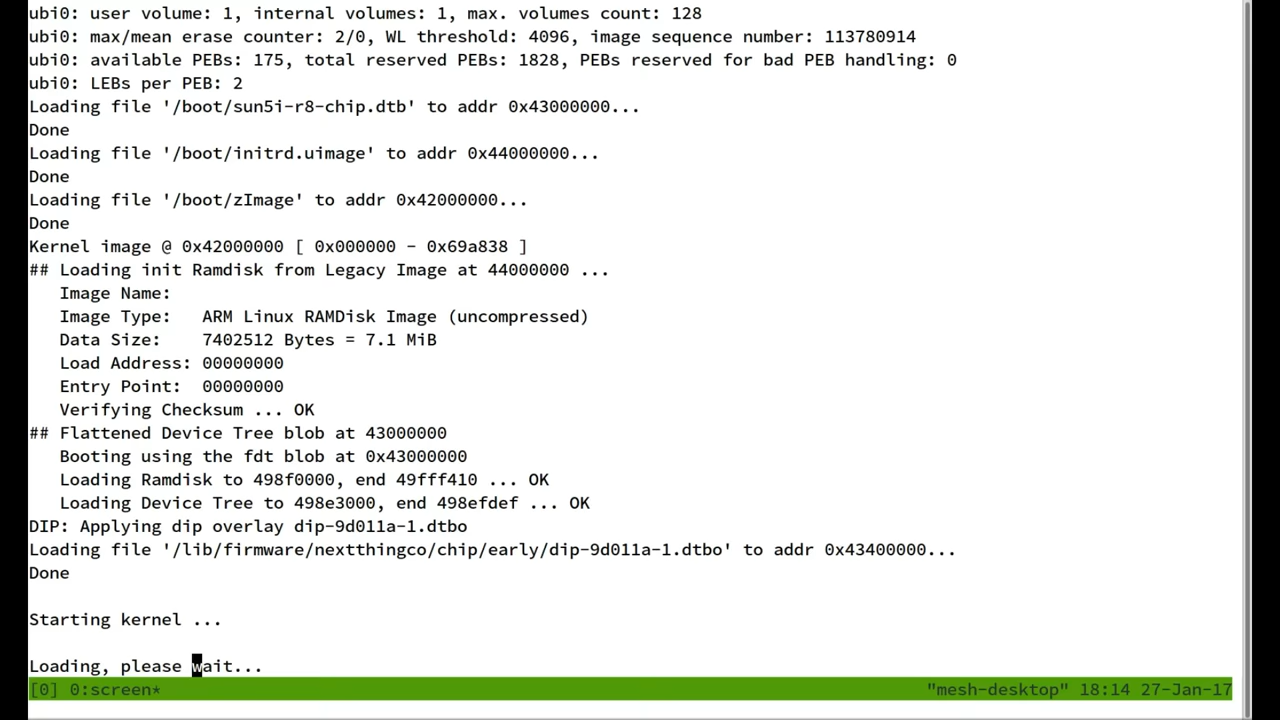 ubi0: user volume: 1, internal volumes: 1, max. volumes count: 128
ubi0: max/mean erase counter: 2/0, WL threshold: 4096, image sequence number: 113780914
ubi0: available PEBs: 175, total reserved PEBs: 1828, PEBs reserved for bad PEB handling: 0
ubi0: LEBs per PEB: 2
Loading file '/boot/sun5i-r8-chip.dtb' to addr 0x43000000...
Done
Loading file '/boot/initrd.uimage' to addr 0x44000000...
Done
Loading file '/boot/zImage' to addr 0x42000000...
Done
Kernel image @ 0x42000000 [ 0x000000 - 0x69a838 ]
## Loading init Ramdisk from Legacy Image at 44000000 ...
   Image Name:
   Image Type:   ARM Linux RAMDisk Image (uncompressed)
   Data Size:    7402512 Bytes = 7.1 MiB
   Load Address: 00000000
   Entry Point:  00000000
   Verifying Checksum ... OK
## Flattened Device Tree blob at 43000000
   Booting using the fdt blob at 0x43000000
   Loading Ramdisk to 498f0000, end 49fff410 ... OK
   Loading Device Tree to 498e3000, end 498efdef ... OK
DIP: Applying dip overlay dip-9d011a-1.dtbo
Loading file '/lib/firmware/nextthingco/chip/early/dip-9d011a-1.dtbo' to addr 0x43400000...
Done
Starting kernel ...
Loading, please wait...
[0] 0:screen* "mesh-desktop" 18:14 27-Jan-17